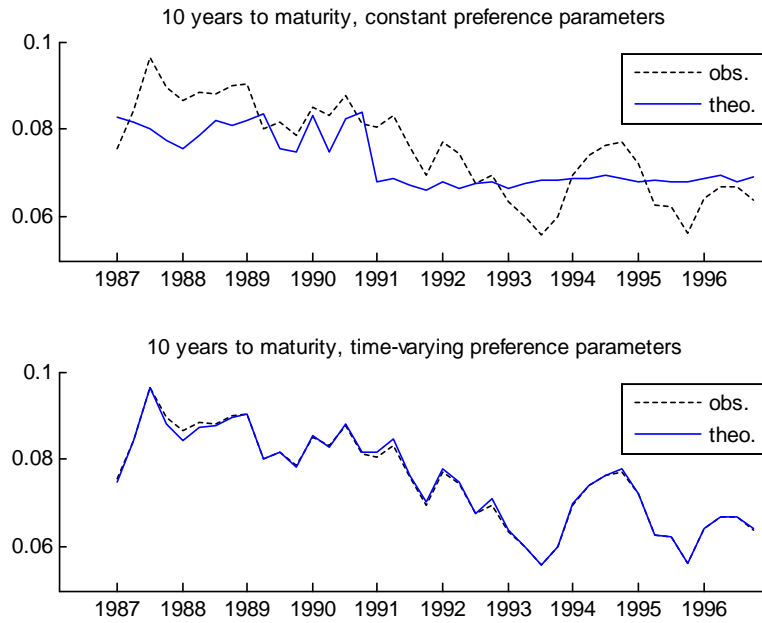 10 years to maturity, constant preference parameters
0.1
0.08
0.06
obs.
theo.
1987 1988 1989 1990 1991 1992 1993 1994 1995 1996
10 years to maturity, time-varying preference parameters
0.1
0.08
0.06
obs.
theo.
1987 1988 1989 1990 1991 1992 1993 1994 1995 1996